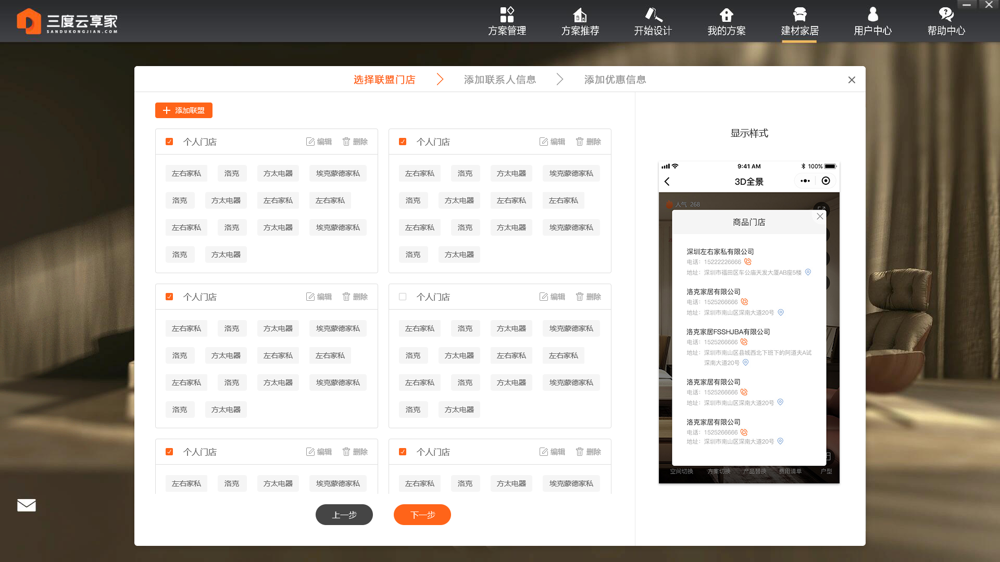 三度云享家
SANDUKONGJIAN.COM
方案管理
方案推荐
开始设计
我的方案
建材家居
用户中心
帮助中心
选择联盟门店
添加联系人信息
添加优惠信息
添加联盟
个人门店 编辑 删除
左右家私 洛克 方太电器 埃克蒙德家私
洛克 方太电器 左右家私 左右家私
左右家私 洛克 方太电器 埃克蒙德家私
洛克 方太电器
个人门店 编辑 删除
左右家私 洛克 方太电器 埃克蒙德家私
洛克 方太电器 左右家私 左右家私
左右家私 洛克 方太电器 埃克蒙德家私
洛克 方太电器
个人门店 编辑 删除
左右家私 洛克 方太电器 埃克蒙德家私
洛克 方太电器 左右家私 左右家私
左右家私 洛克 方太电器 埃克蒙德家私
洛克 方太电器
个人门店 编辑 删除
左右家私 洛克 方太电器 埃克蒙德家私
洛克 方太电器 左右家私 左右家私
左右家私 洛克 方太电器 埃克蒙德家私
洛克 方太电器
个人门店 编辑 删除
左右家私 洛克 方太电器 埃克蒙德家私
个人门店 编辑 删除
左右家私 洛克 方太电器 埃克蒙德家私
上一步
下一步
显示样式
9:41 AM 100%
3D全景
人气 268
商品门店
深圳左右家私有限公司
电话：15222226666
地址：深圳市福田区车公庙天发大厦AB座5楼
洛克家居有限公司
电话：1525266666
地址：深圳市南山区深南大道20号
洛克家居FSSHJBA有限公司
电话：1525266666
地址：深圳市南山区县城西北下班下的阿道夫A试
深南大道20号
洛克家居有限公司
电话：1525266666
地址：深圳市南山区深南大道20号
洛克家居有限公司
电话：1525266666
地址：深圳市南山区深南大道20号
空间切换 方案切换 产品替换 费用清单 户型